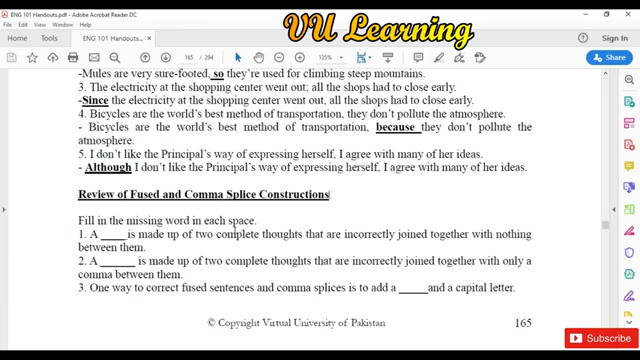 ENG 101 Handouts.pdf - Adobe Acrobat Reader DC
VU Learning
Home Tools
ENG 101 Handouts.p...
Sign In
165 / 294
135%
-Mules are very sure-footed, so they're used for climbing steep mountains.
3. The electricity at the shopping center went out; all the shops had to close early.
-Since the electricity at the shopping center went out, all the shops had to close early.
4. Bicycles are the world's best method of transportation, they don't pollute the atmosphere.
- Bicycles are the world's best method of transportation, because they don't pollute the
atmosphere.
5. I don't like the Principal's way of expressing herself, I agree with many of her ideas.
- Although I don't like the Principal's way of expressing herself, I agree with many of her ideas.
Review of Fused and Comma Splice Constructions
Fill in the missing word in each space.
1. A ____ is made up of two complete thoughts that are incorrectly joined together with nothing
between them.
2. A ______ is made up of two complete thoughts that are incorrectly joined together with only a
comma between them.
3. One way to correct fused sentences and comma splices is to add a _____and a capital letter.
© Copyright Virtual University of Pakistan 165
Subscribe